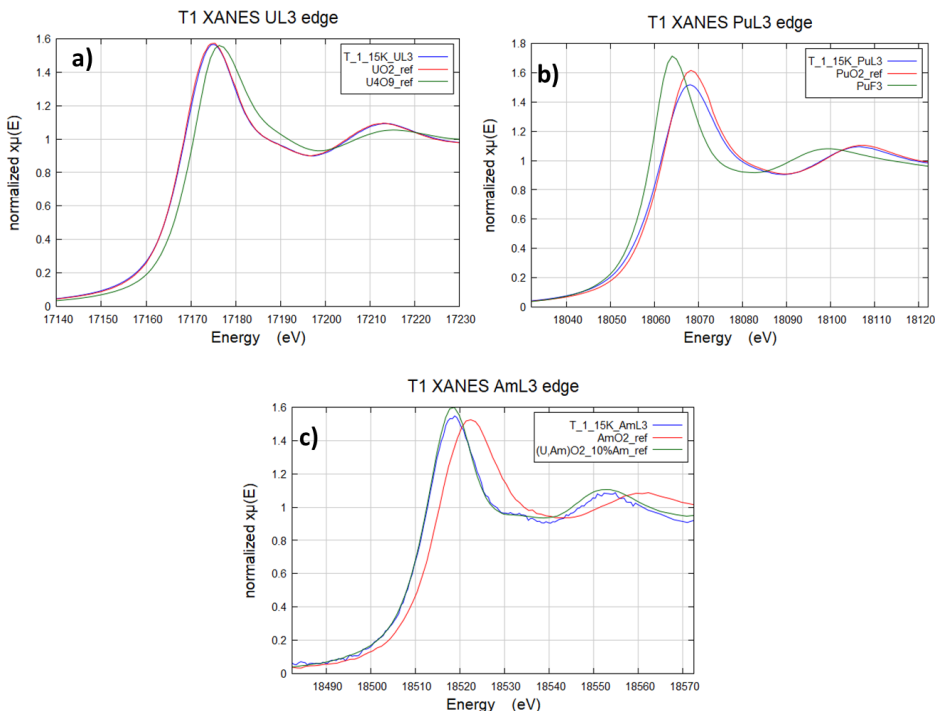 T1 XANES UL3 edge
a)
T_1_15K_UL3
UO2_ref
U4O9_ref
normalized xμ(E)
1.6
1.4
1.2
1
0.8
0.6
0.4
0.2
0
17140 17150 17160 17170 17180 17190 17200 17210 17220 17230
Energy (eV)
T1 XANES PuL3 edge
b)
T_1_15K_PuL3
PuO2_ref
PuF3
normalized xμ(E)
1.8
1.6
1.4
1.2
1
0.8
0.6
0.4
0.2
0
18040 18050 18060 18070 18080 18090 18100 18110 18120
Energy (eV)
T1 XANES AmL3 edge
c)
T_1_15K_AmL3
AmO2_ref
(U,Am)O2_10%Am_ref
normalized xμ(E)
1.6
1.4
1.2
1
0.8
0.6
0.4
0.2
0
18490 18500 18510 18520 18530 18540 18550 18560 18570
Energy (eV)